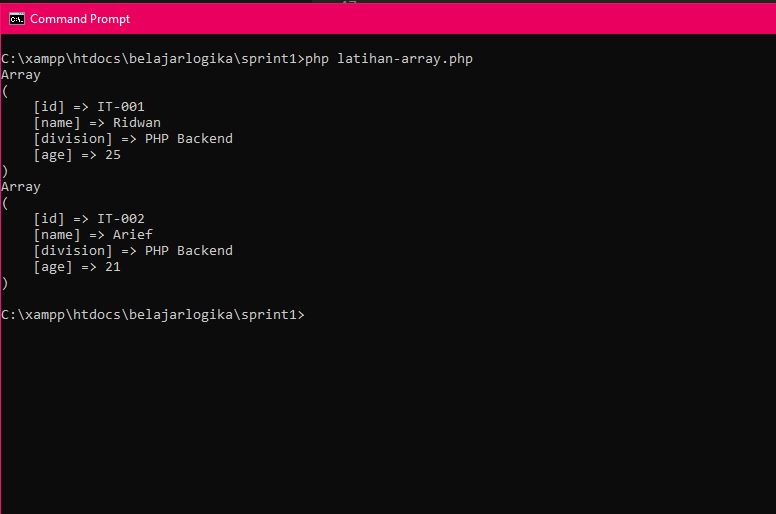 Command Prompt
C:\xampp\htdocs\belajarlogika\sprint1>php latihan-array.php
Array
(
    [id] => IT-001
    [name] => Ridwan
    [division] => PHP Backend
    [age] => 25
)
Array
(
    [id] => IT-002
    [name] => Arief
    [division] => PHP Backend
    [age] => 21
)
C:\xampp\htdocs\belajarlogika\sprint1>